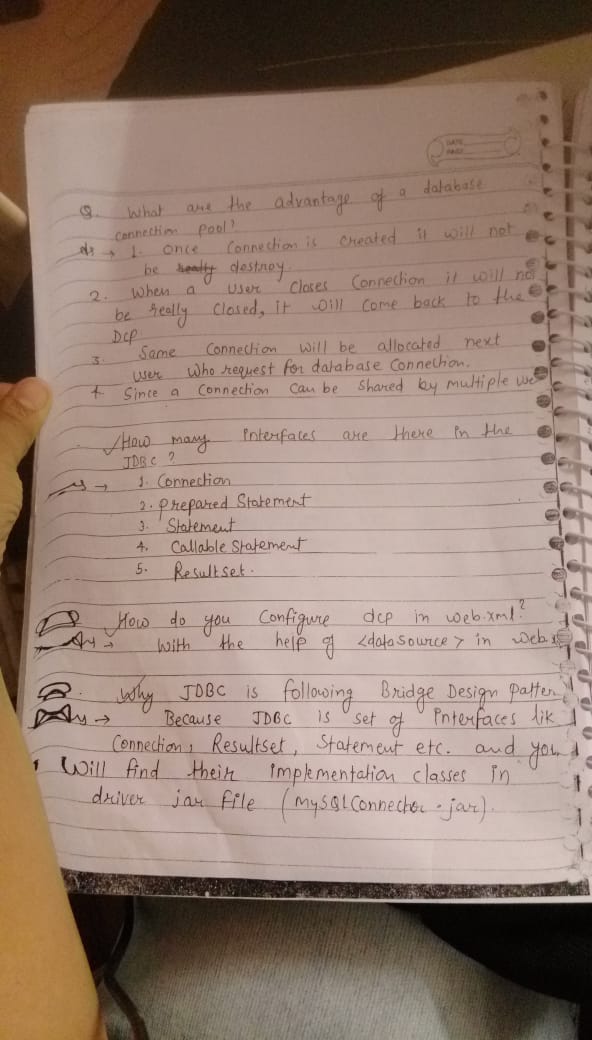 DATE
PAGE
Q. What are the advantage of a database
connection pool?
Ans → 1. Once Connection is created it will not
be really destroy.
2. When a user closes Connection it will not
be really closed, it will come back to the
Dcp.
3. Same Connection will be allocated next
user who request for database Connection.
4. Since a Connection can be shared by multiple
How many interfaces are there in the
JDBC ?
Ans → 1. Connection
2. prepared Statement
3. Statement
4. Callable Statement
5. Resultset.
Q. How do you Configure dcp in web.xml?
Ans → With the help of <datasource> in web.
Q. Why JDBC is following Bridge Design patter
Ans → Because JDBC is set of interfaces lik
Connection, Resultset, Statement etc. and you
Will find their implementation classes in
driver jar file (MySQLConnector-jar).